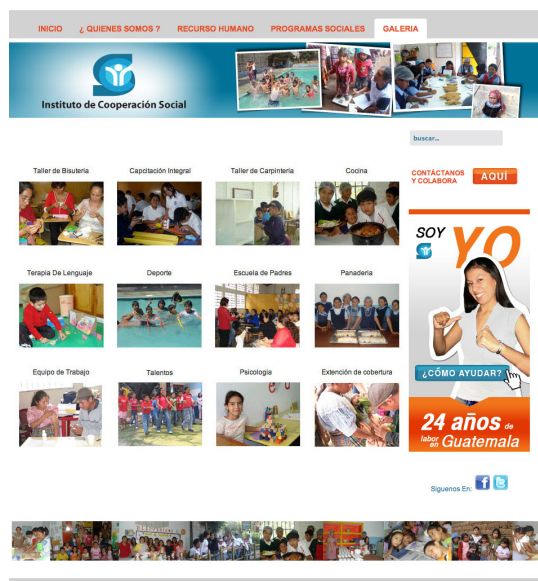 INICIO
¿ QUIENES SOMOS ?
RECURSO HUMANO
PROGRAMAS SOCIALES
GALERIA
Instituto de Cooperación Social
buscar...
Taller de Bisuteria
Capcitación Integral
Taller de Carpinteria
Cocina
CONTÁCTANOS
Y COLABORA
AQUÍ
SOY
YO
Terapia De Lenguaje
Deporte
Escuela de Padres
Panaderia
Equipo de Trabajo
Talentos
Psicologia
Extención de cobertura
¿CÓMO AYUDAR?
24 años de
labor en Guatemala
Siguenos En: